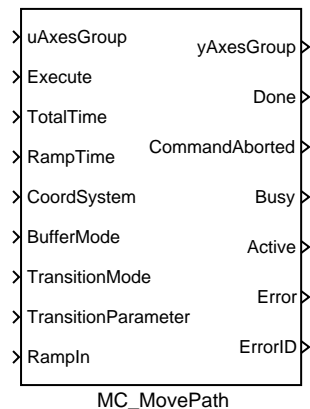 uAxesGroup
Execute
TotalTime
RampTime
CoordSystem
BufferMode
TransitionMode
TransitionParameter
RampIn
yAxesGroup
Done
CommandAborted
Busy
Active
Error
ErrorID
MC_MovePath